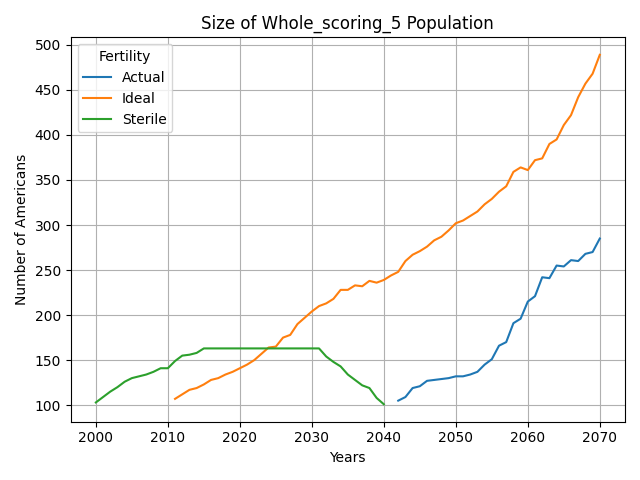 Size of Whole_scoring_5 Population
Fertility
Actual
Ideal
Sterile
Number of Americans
500
450
400
350
300
250
200
150
100
2000 2010 2020 2030 2040 2050 2060 2070
Years